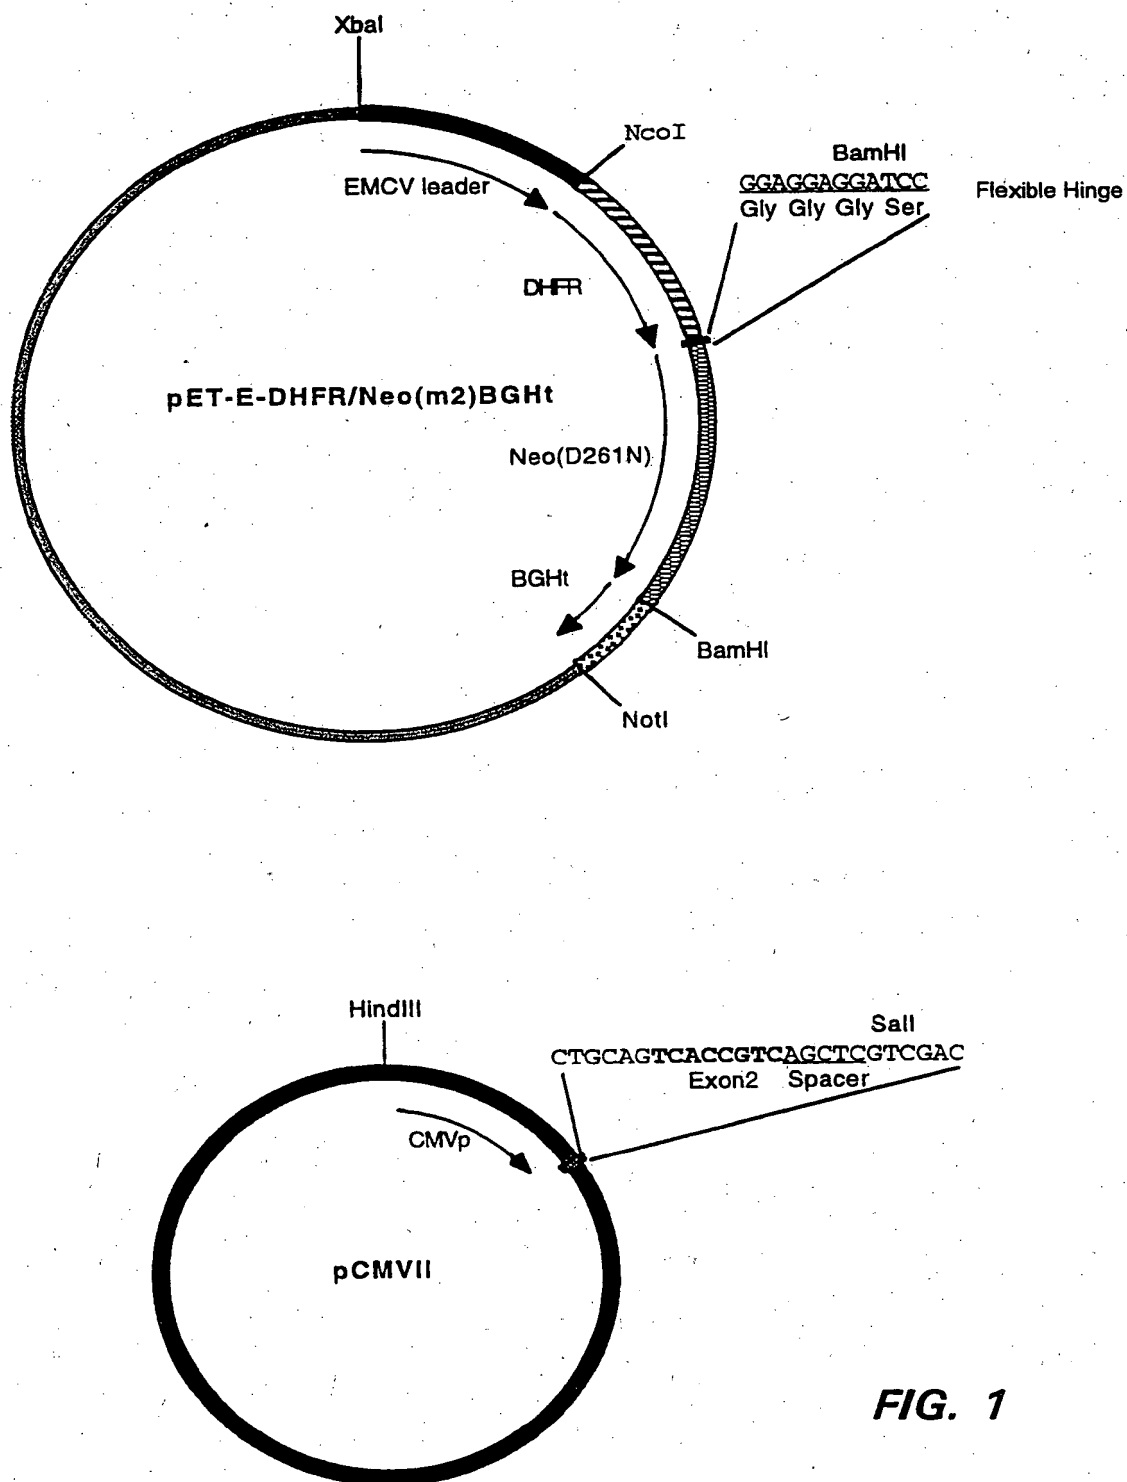 XbaI
NcoI
EMCV leader
BamHI
GGAGGAGGATCC
Gly Gly Gly Ser
Flexible Hinge
DHFR
pET-E-DHFR/Neo(m2)BGHt
Neo(D261N)
BGHt
BamHI
NotI
HindIII
SalI
CTGCAGTCACCGTCAGCTCGTCGAC
Exon2 Spacer
CMVp
pCMVII
FIG. 1